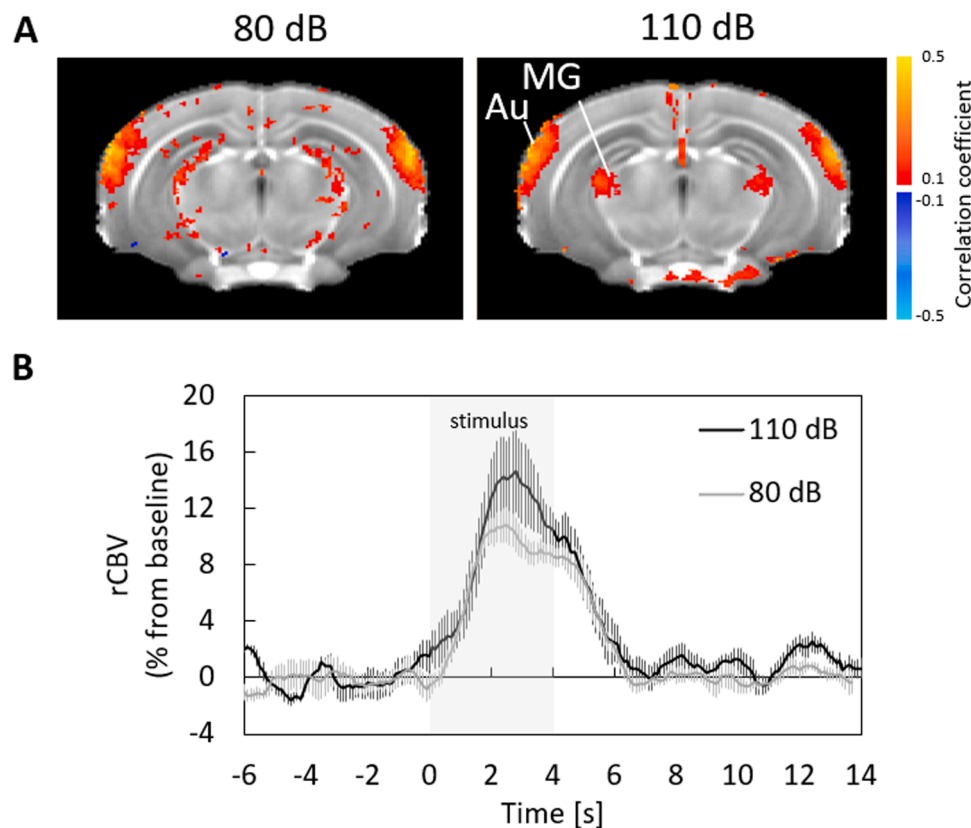 A
80 dB
110 dB
MG
Au
0.5
0.1
-0.1
-0.5
Correlation coefficient
B
20
16
12
8
4
0
-4
rCBV
(% from baseline)
stimulus
110 dB
80 dB
-6 -4 -2 0 2 4 6 8 10 12 14
Time [s]